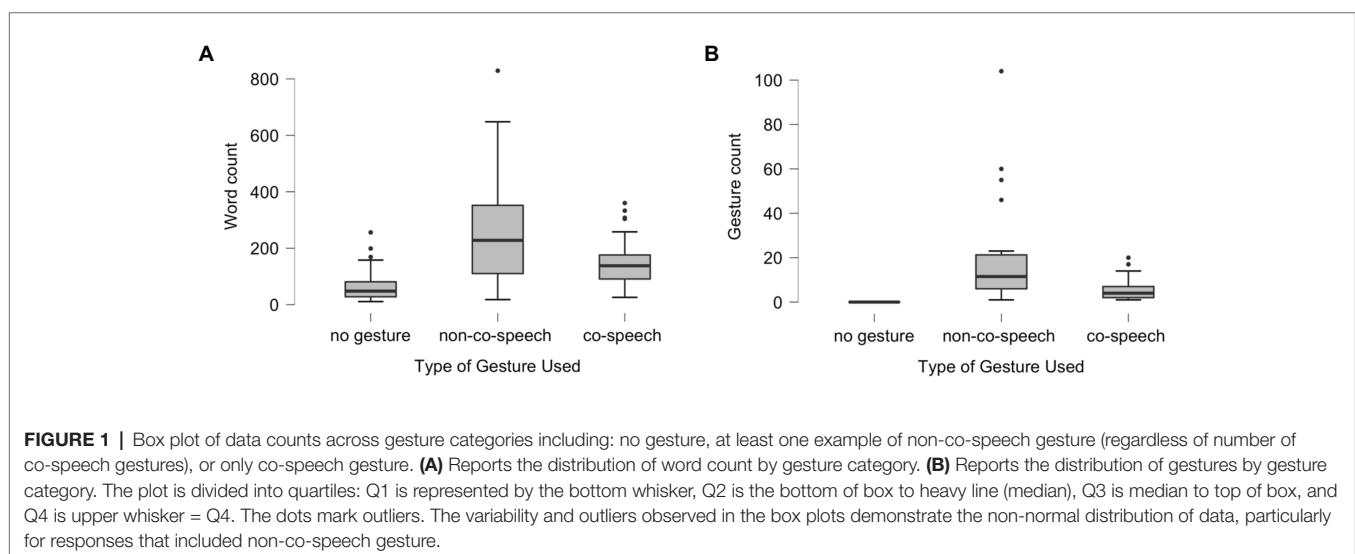 A
800
600
400
200
0
Word count
no gesture non-co-speech co-speech
Type of Gesture Used
B
100
80
60
40
20
0
Gesture count
no gesture non-co-speech co-speech
Type of Gesture Used
FIGURE 1 | Box plot of data counts across gesture categories including: no gesture, at least one example of non-co-speech gesture (regardless of number of
co-speech gestures), or only co-speech gesture. (A) Reports the distribution of word count by gesture category. (B) Reports the distribution of gestures by gesture
category. The plot is divided into quartiles: Q1 is represented by the bottom whisker, Q2 is the bottom of box to heavy line (median), Q3 is median to top of box, and
Q4 is upper whisker = Q4. The dots mark outliers. The variability and outliers observed in the box plots demonstrate the non-normal distribution of data, particularly
for responses that included non-co-speech gesture.